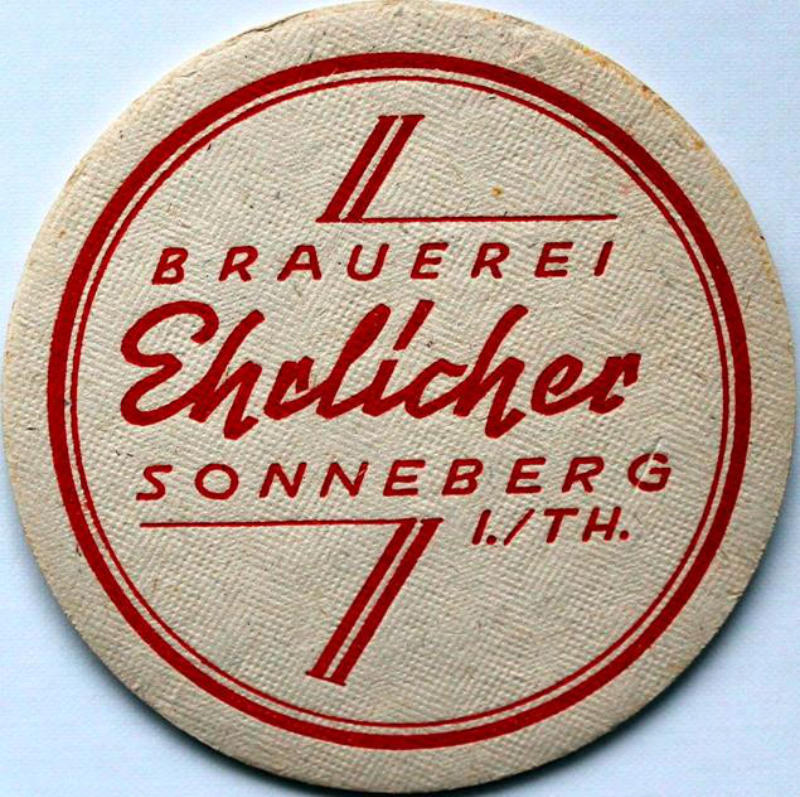 BRAUEREI
Ehrlicher
SONNEBERG
I./TH.